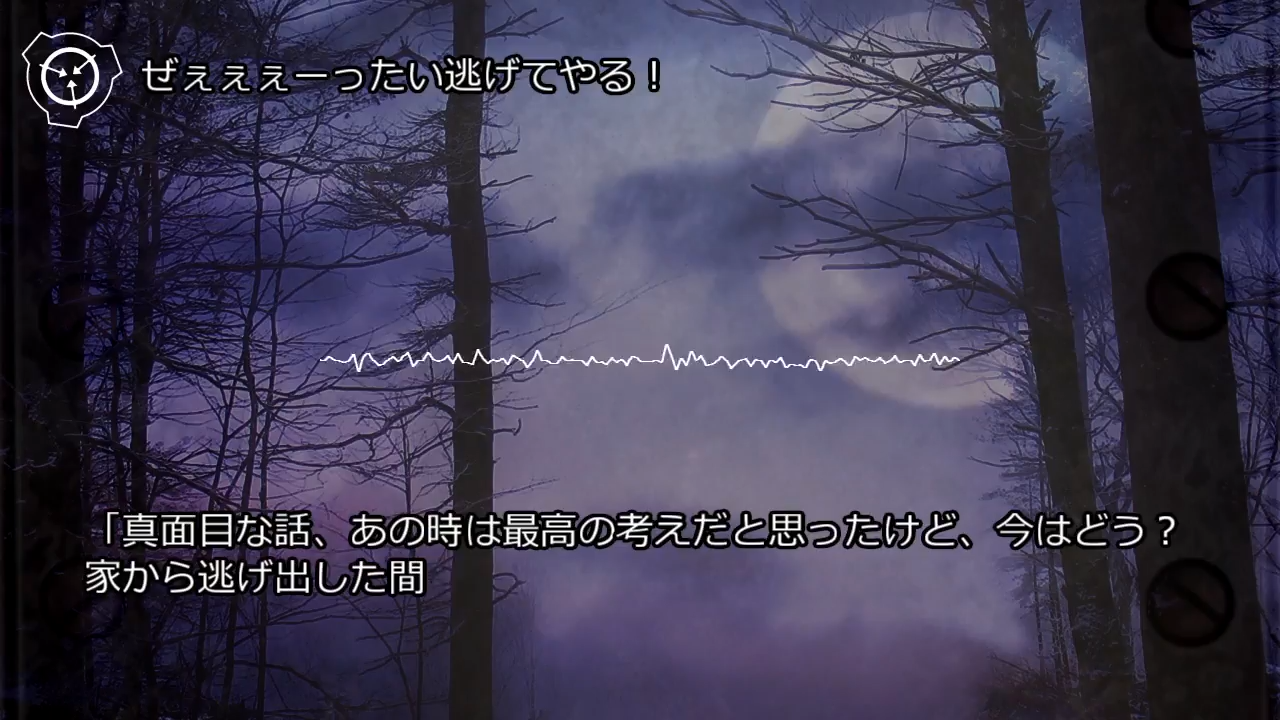 ぜぇぇぇーったい逃げてやる！
「真面目な話、あの時は最高の考えだと思ったけど、今はどう？
家から逃げ出した間